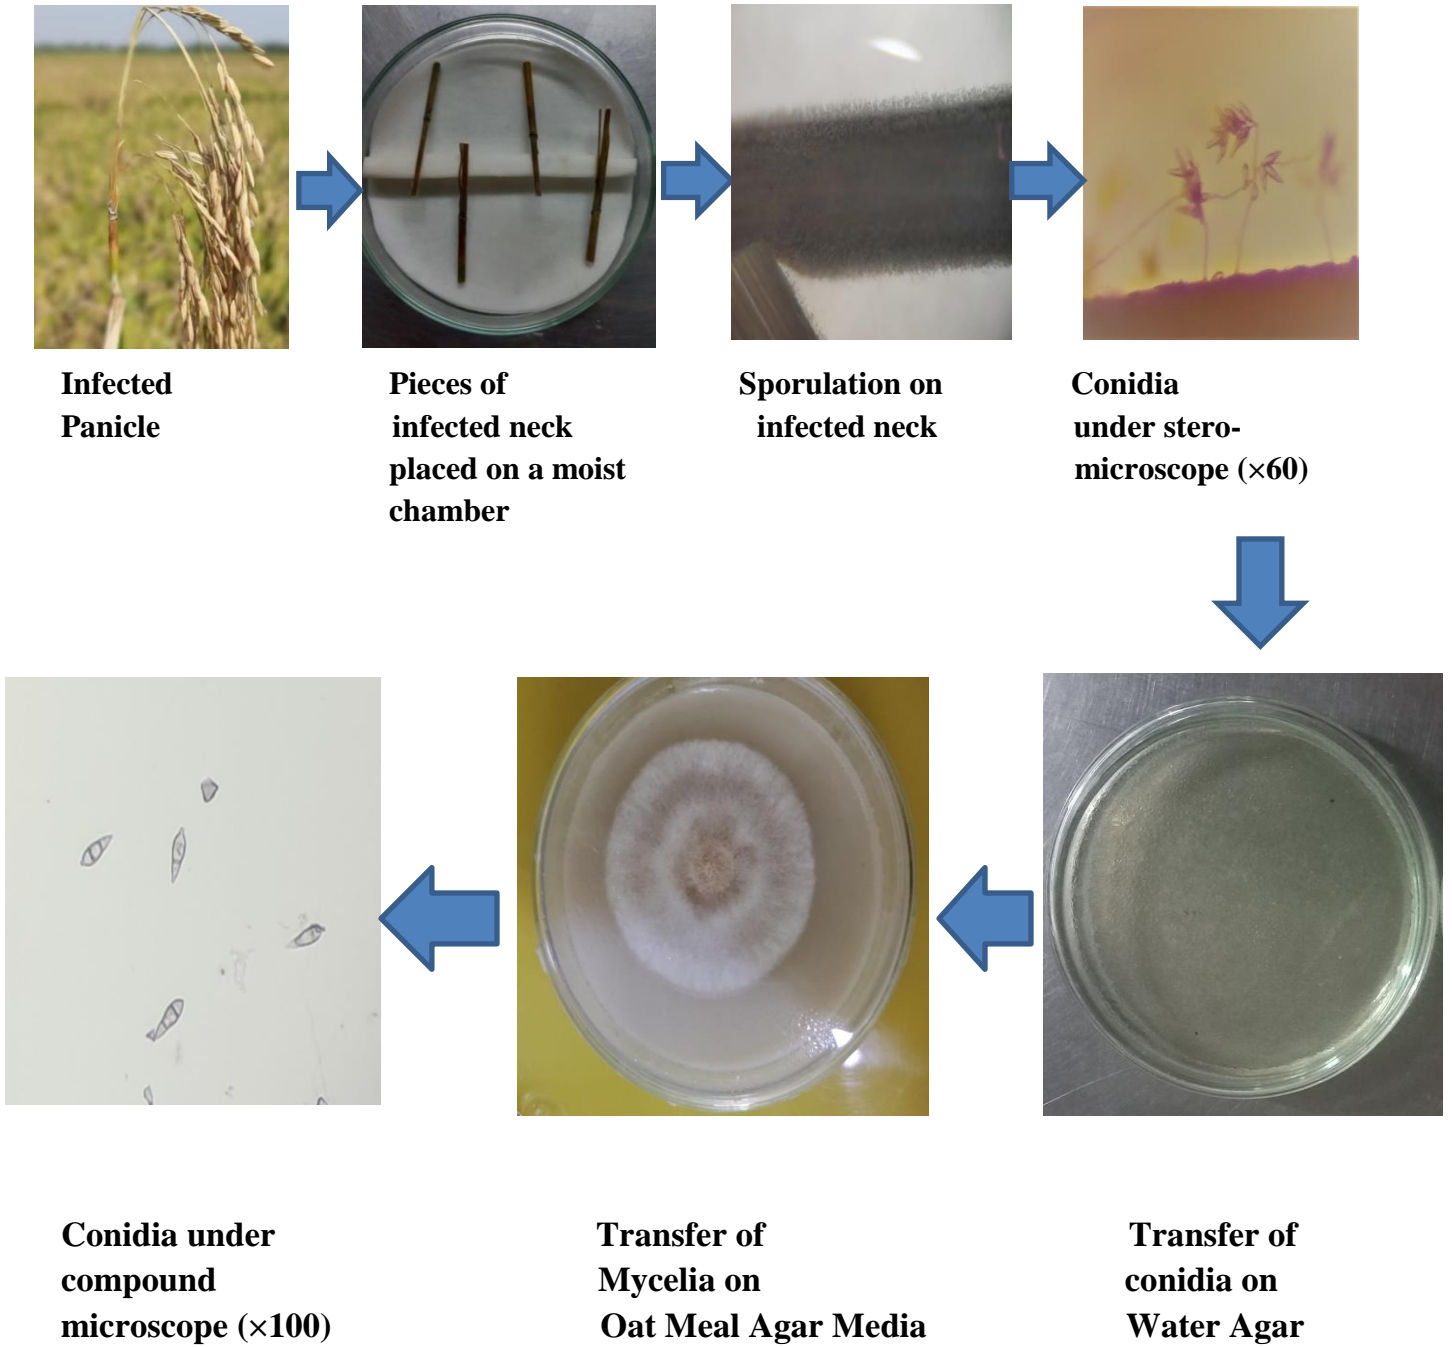 Infected
Panicle
Pieces of
infected neck
placed on a moist
chamber
Sporulation on
infected neck
Conidia
under stero-
microscope (×60)
Conidia under
compound
microscope (×100)
Transfer of
Mycelia on
Oat Meal Agar Media
Transfer of
conidia on
Water Agar